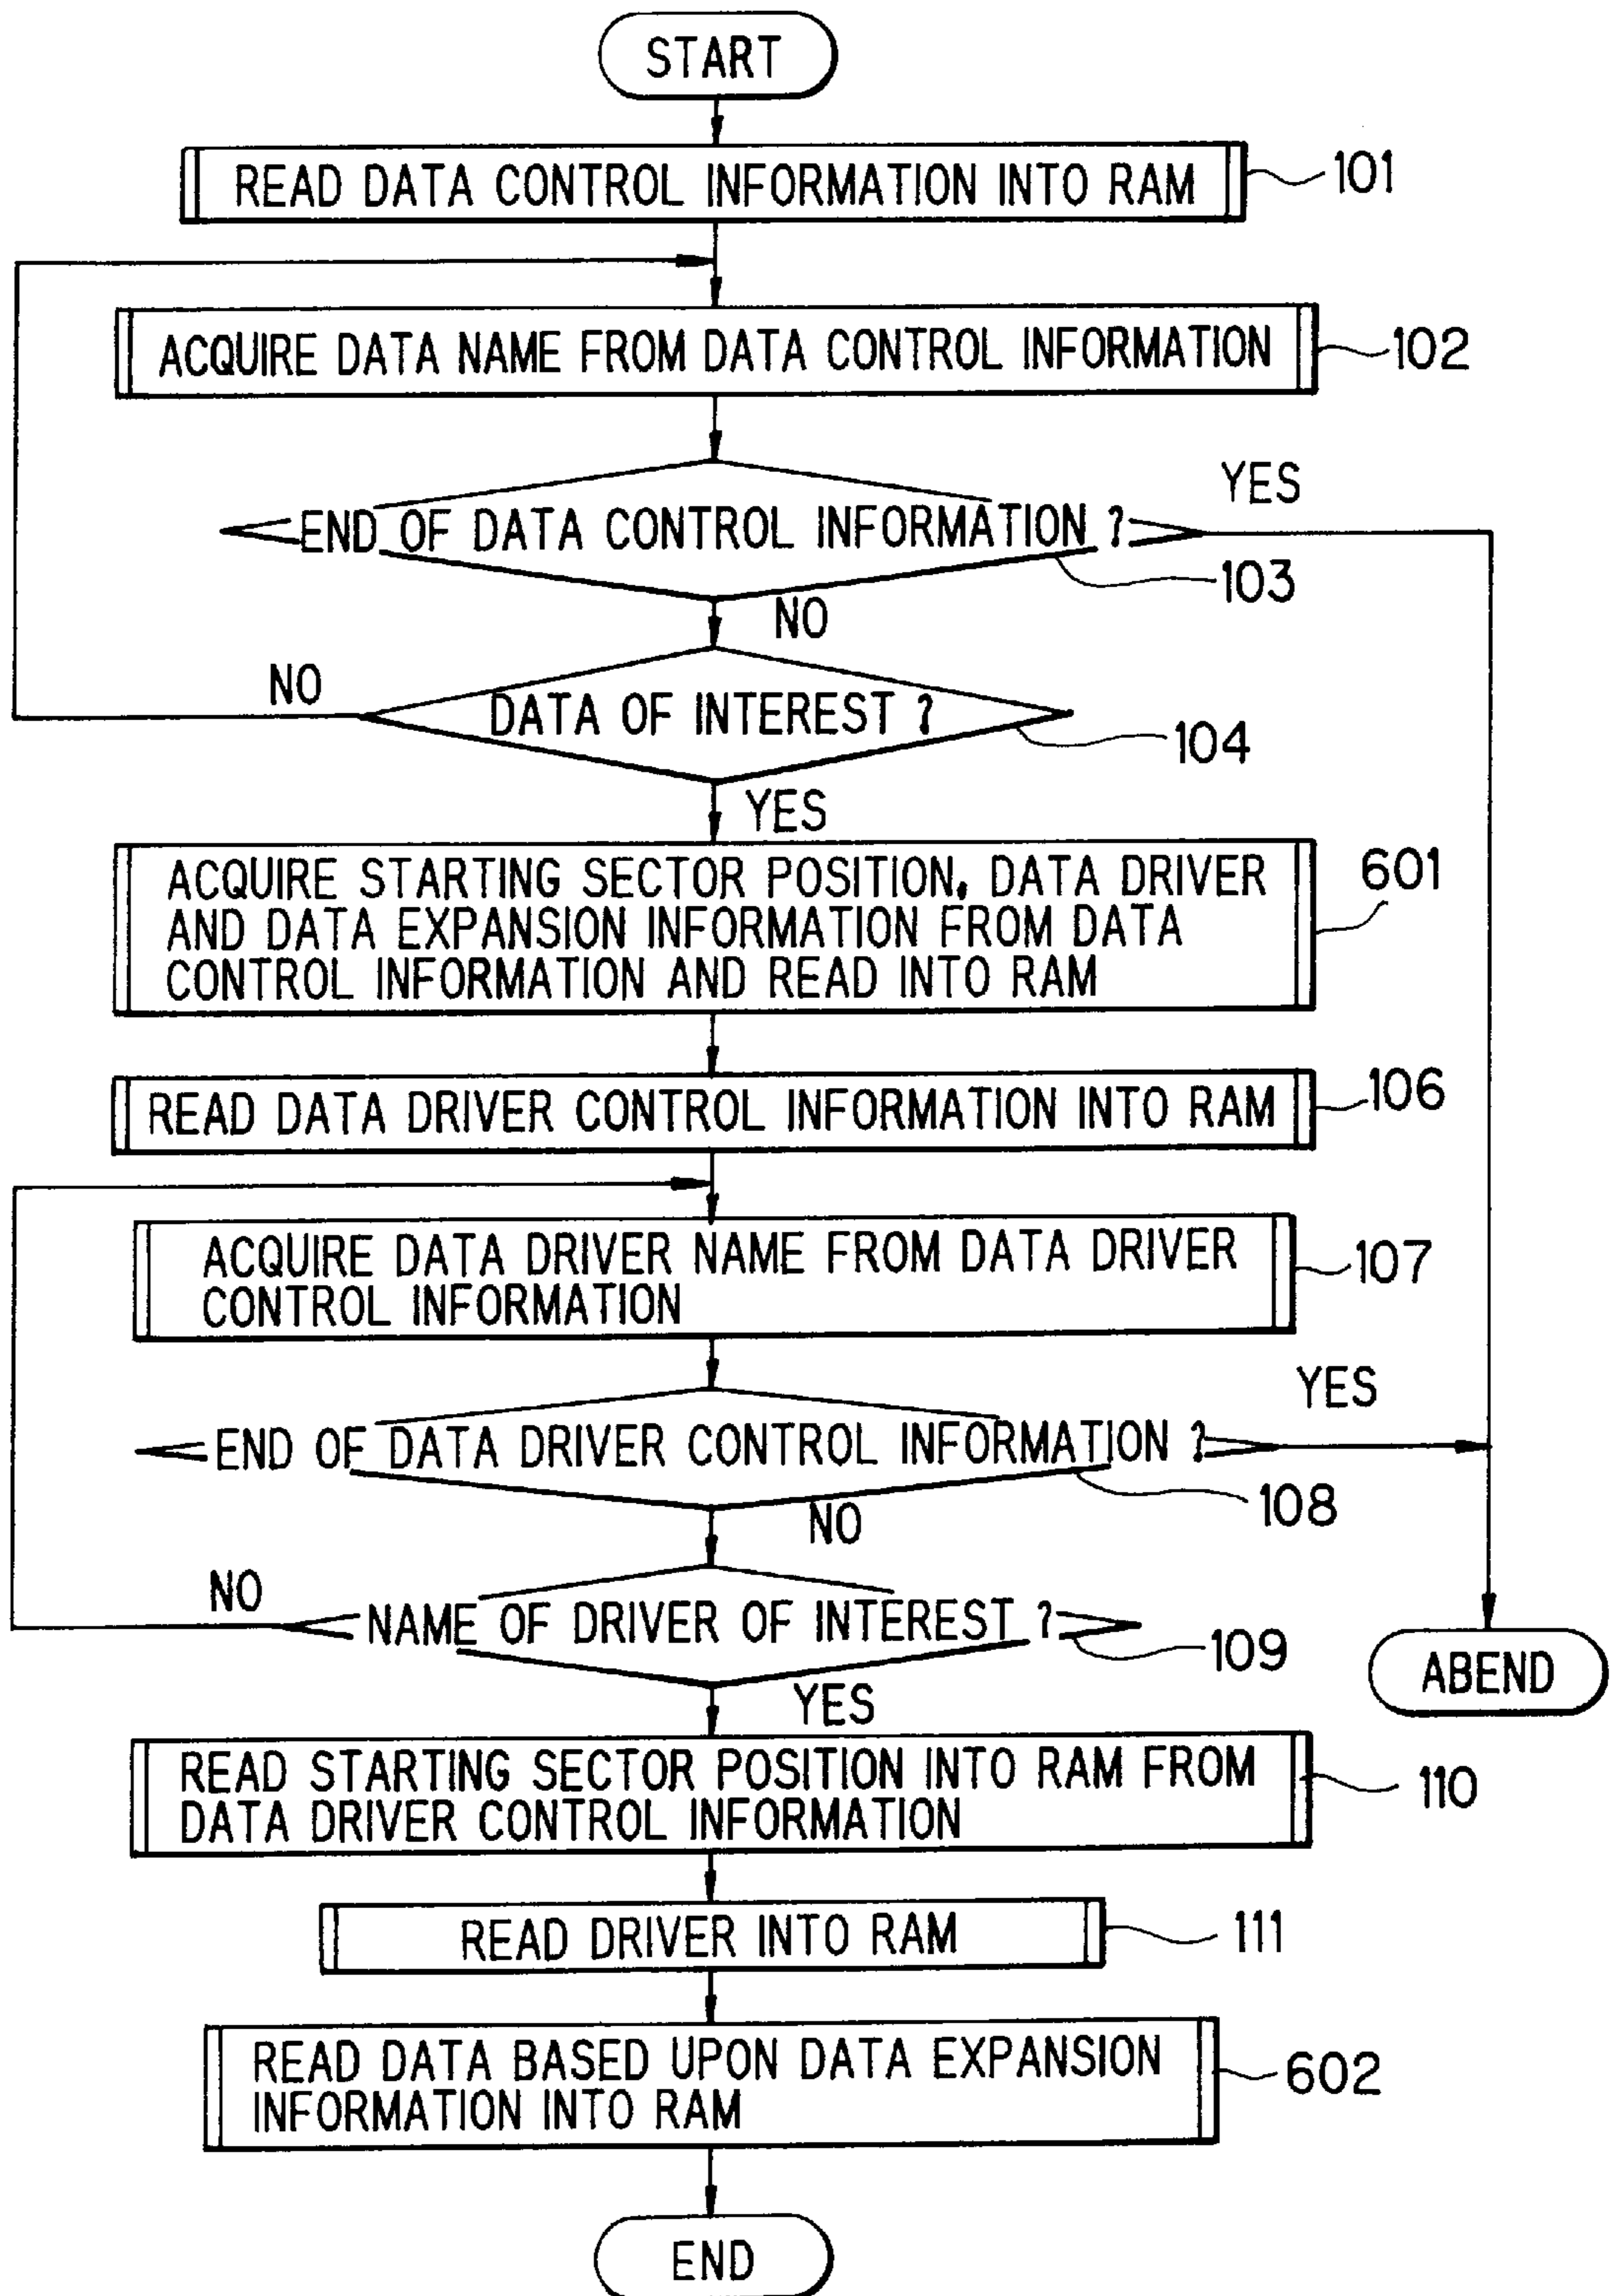 START
READ DATA CONTROL INFORMATION INTO RAM
101
ACQUIRE DATA NAME FROM DATA CONTROL INFORMATION
102
YES
END OF DATA CONTROL INFORMATION ?
103
NO
NO
DATA OF INTEREST ?
104
YES
ACQUIRE STARTING SECTOR POSITION, DATA DRIVER
AND DATA EXPANSION INFORMATION FROM DATA
CONTROL INFORMATION AND READ INTO RAM
601
READ DATA DRIVER CONTROL INFORMATION INTO RAM
106
ACQUIRE DATA DRIVER NAME FROM DATA DRIVER
CONTROL INFORMATION
107
YES
END OF DATA DRIVER CONTROL INFORMATION ?
108
NO
NO
NAME OF DRIVER OF INTEREST ?
109
ABEND
YES
READ STARTING SECTOR POSITION INTO RAM FROM
DATA DRIVER CONTROL INFORMATION
110
READ DRIVER INTO RAM
111
READ DATA BASED UPON DATA EXPANSION
INFORMATION INTO RAM
602
END